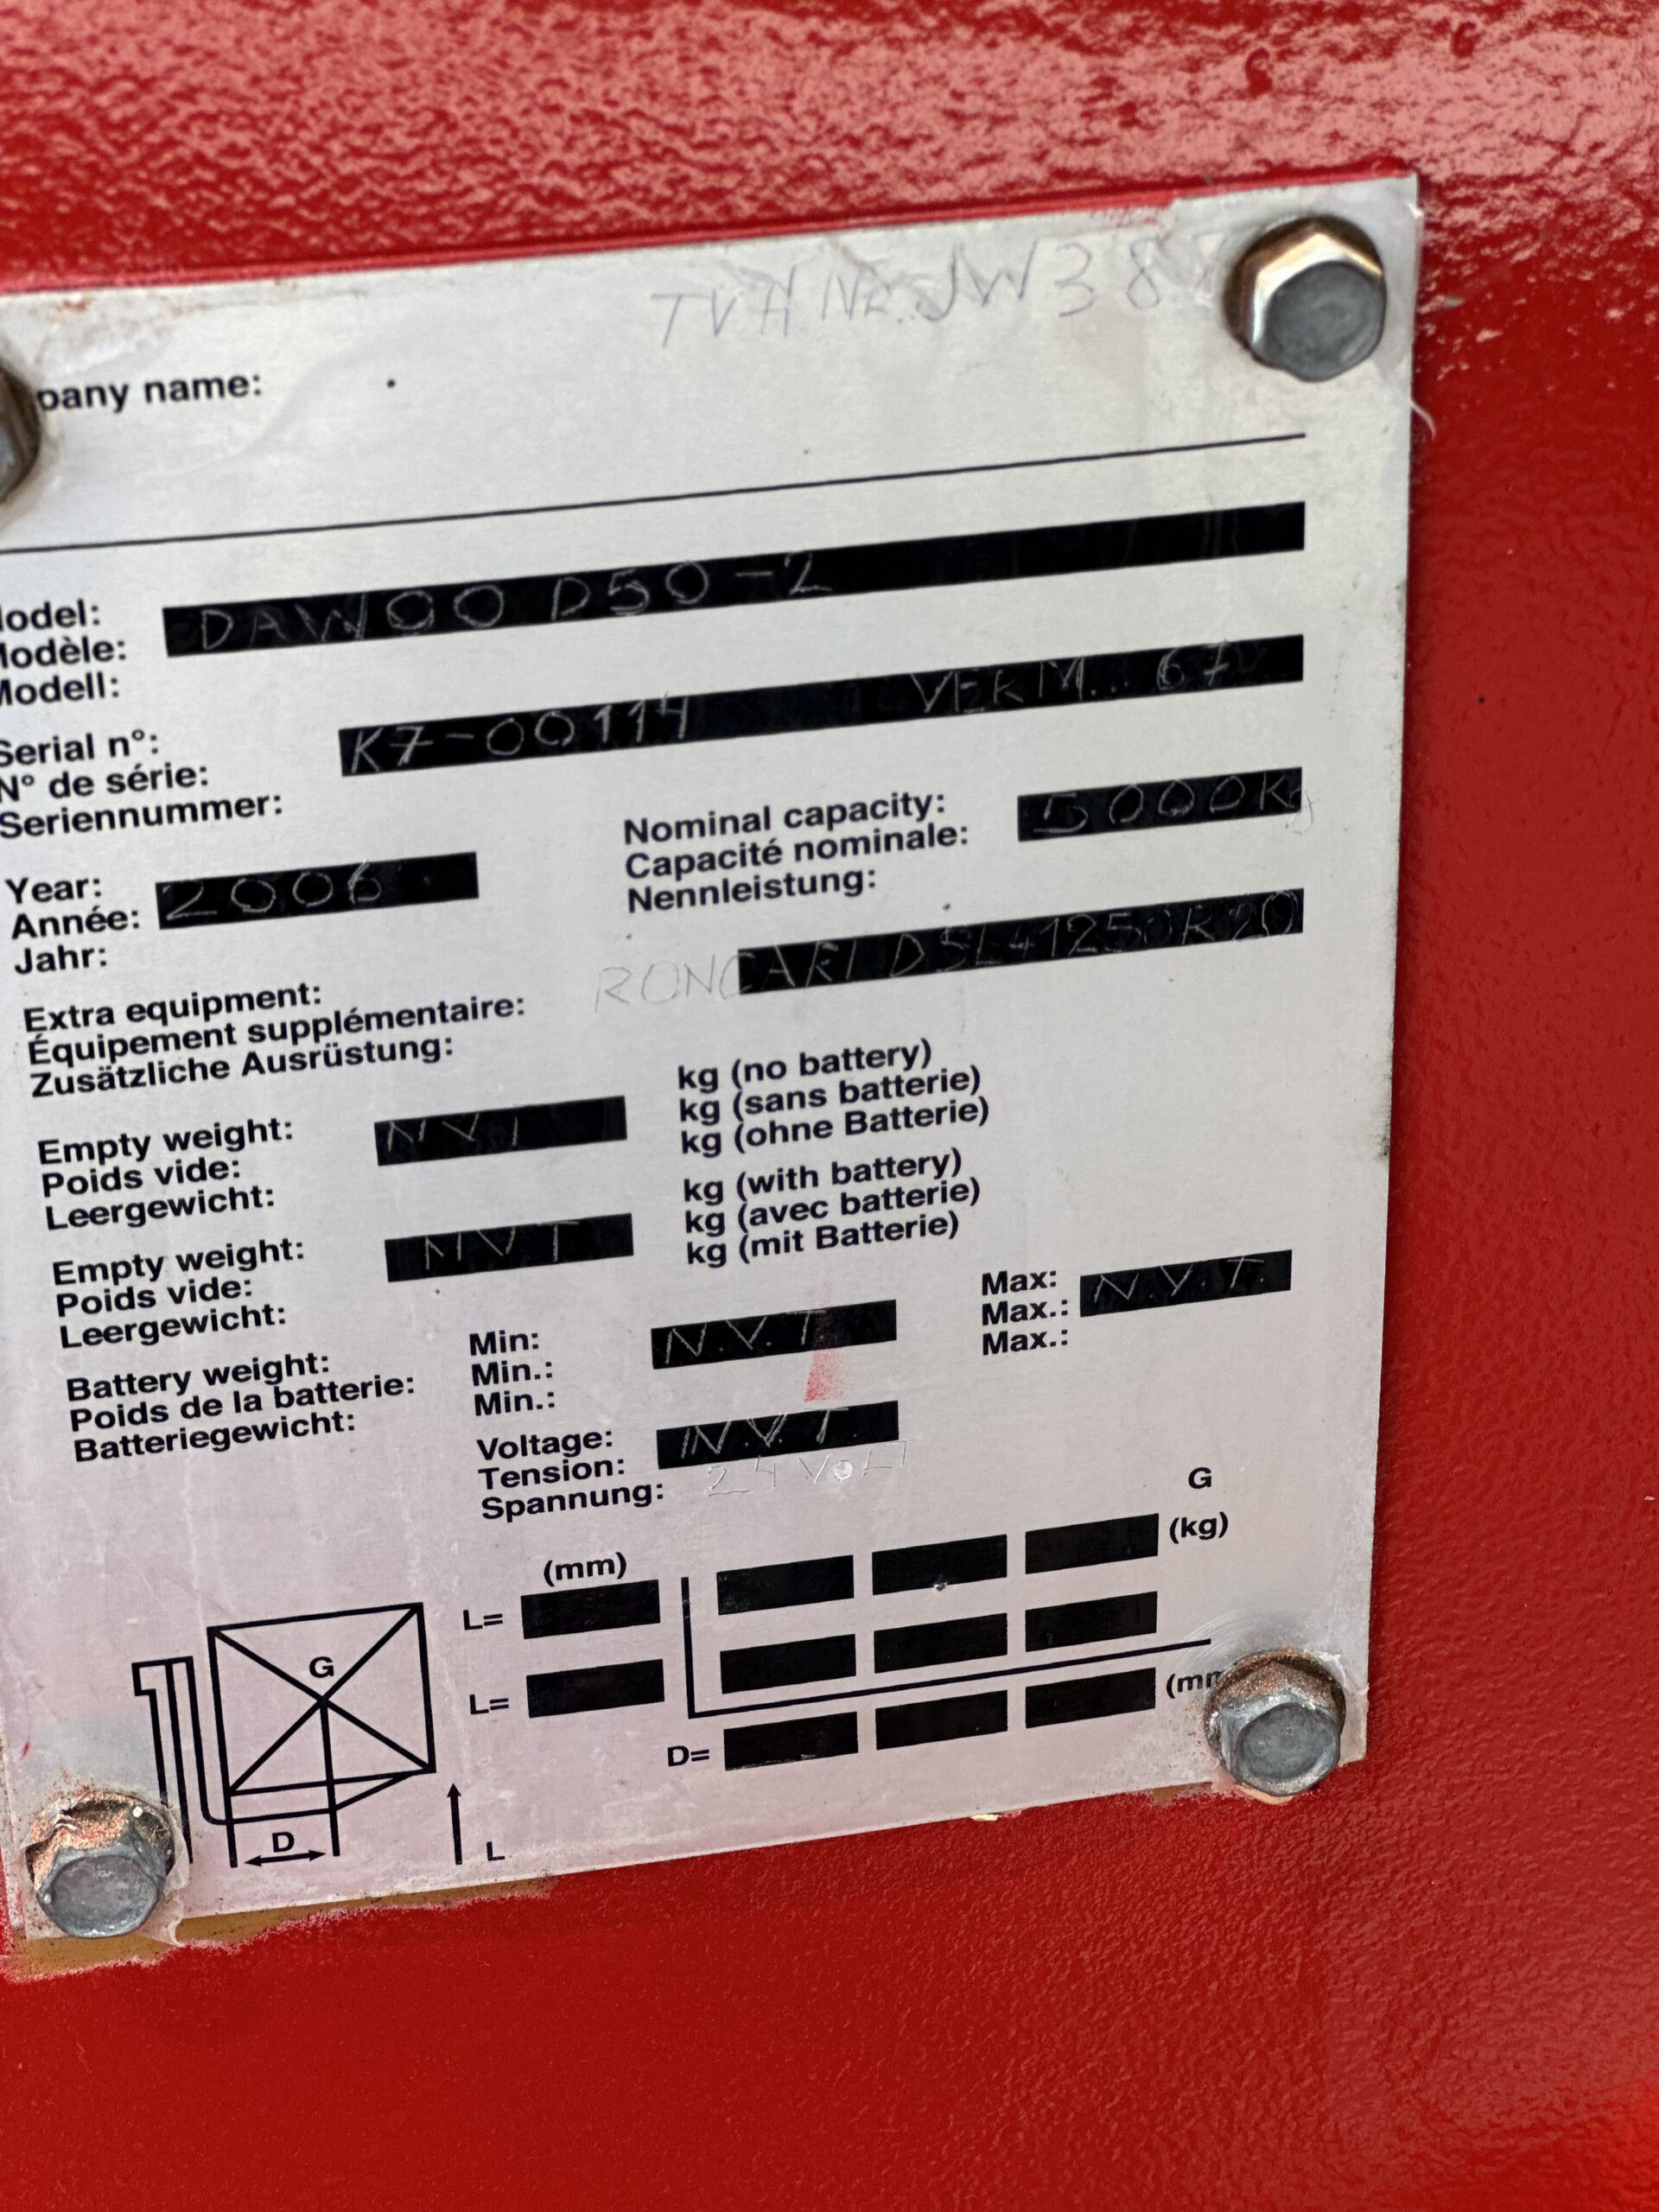 TVH NR. JW38
pany name:
odel: DAWOO D50-2
odèle:
Modell:
Serial n°: K7-00114 VERM. 67
N° de série:
Seriennummer:
Year: 2006
Année:
Jahr:
Nominal capacity: 5000Kg
Capacité nominale:
Nennleistung:
Extra equipment: RONCARI DSL-1250R20
Équipement supplémentaire:
Zusätzliche Ausrüstung:
Empty weight: NVT kg (no battery)
Poids vide: kg (sans batterie)
Leergewicht: kg (ohne Batterie)
Empty weight: NVT kg (with battery)
Poids vide: kg (avec batterie)
Leergewicht: kg (mit Batterie)
Battery weight: Min: N.V.T Max: N.V.T.
Poids de la batterie: Min.: Max.:
Batteriegewicht: Min.: Max.:
Voltage: N.V.T.
Tension: 24 VOLT
Spannung:
G
(mm) (kg)
L=
L=
D= (mm
G
D
L